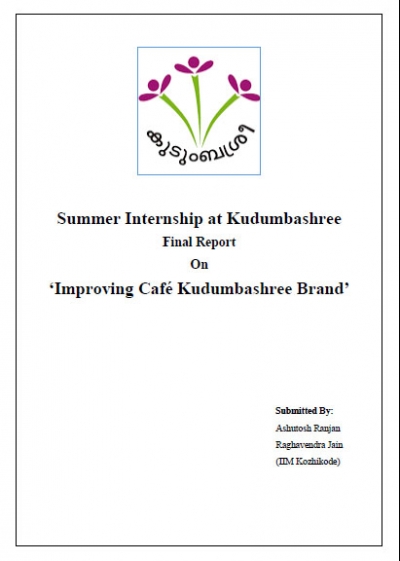 കുടുംബശ്രീ
Summer Internship at Kudumbashree
Final Report
On
‘Improving Café Kudumbashree Brand’
Submitted By:
Ashutosh Ranjan
Raghavendra Jain
(IIM Kozhikode)